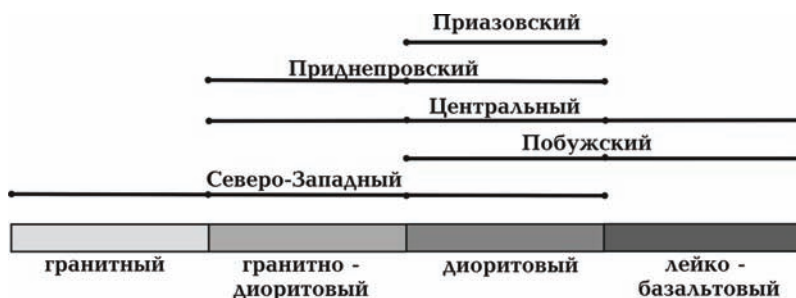 Приазовский
Приднепровский
Центральный
Побужский
Северо-Западный
гранитный
гранитно -
диоритовый
диоритовый
лейко -
базальтовый